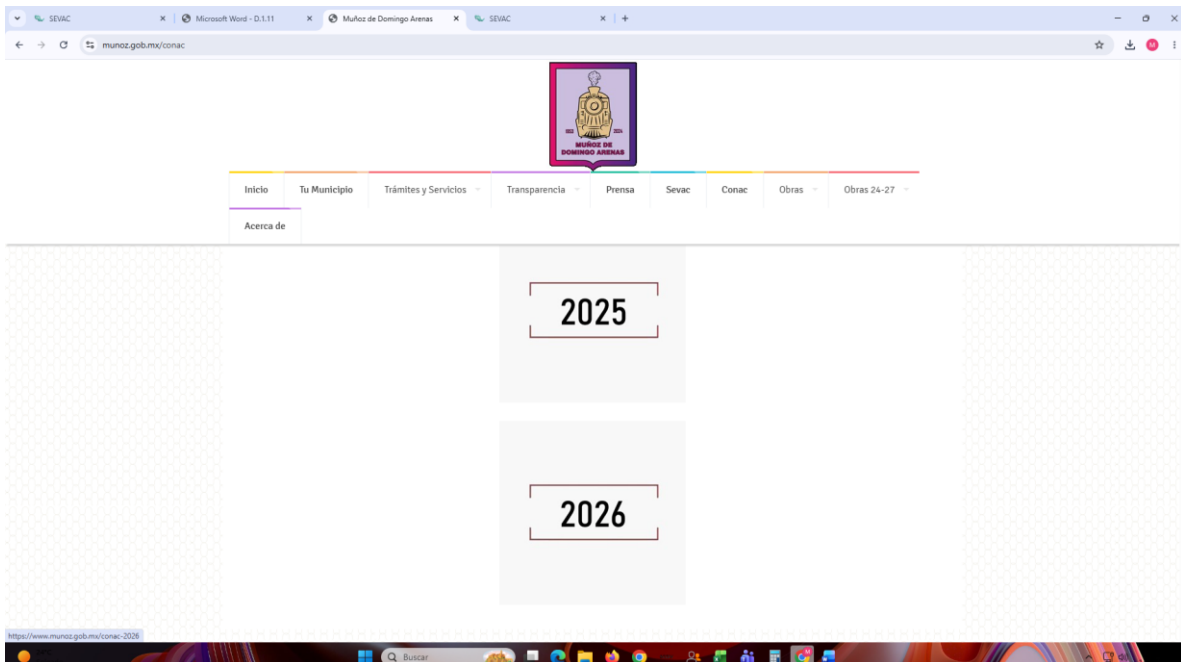 SEVAC
Microsoft Word - D.1.11
Muñoz de Domingo Arenas
SEVAC
munoz.gob.mx/conac
M
MUÑOZ DE
DOMINGO ARENAS
Inicio
Tu Municipio
Trámites y Servicios
Transparencia
Prensa
Sevac
Conac
Obras
Obras 24-27
Acerca de
2025
2026
https://www.munoz.gob.mx/conac-2026
Buscar